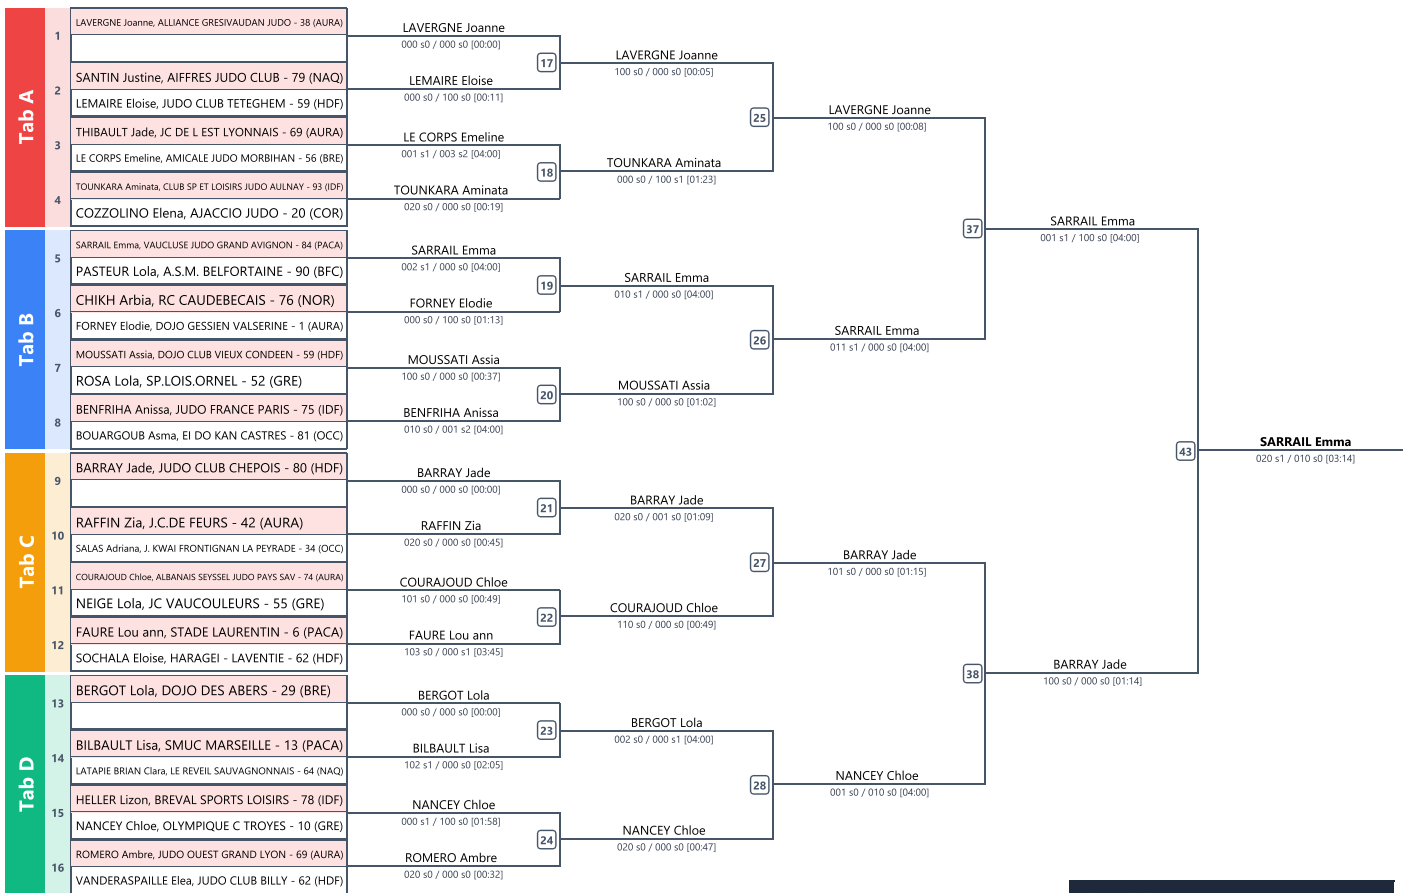 Tab A
1
LAVERGNE Joanne, ALLIANCE GRESIVAUDAN JUDO - 38 (AURA)
2
SANTIN Justine, AIFFRES JUDO CLUB - 79 (NAQ)
LEMAIRE Eloise, JUDO CLUB TETEGHEM - 59 (HDF)
3
THIBAULT Jade, JC DE L EST LYONNAIS - 69 (AURA)
LE CORPS Emeline, AMICALE JUDO MORBIHAN - 56 (BRE)
4
TOUNKARA Aminata, CLUB SP ET LOISIRS JUDO AULNAY - 93 (IDF)
COZZOLINO Elena, AJACCIO JUDO - 20 (COR)
Tab B
5
SARRAIL Emma, VAUCLUSE JUDO GRAND AVIGNON - 84 (PACA)
PASTEUR Lola, A.S.M. BELFORTAINE - 90 (BFC)
6
CHIKH Arbia, RC CAUDEBECAIS - 76 (NOR)
FORNEY Elodie, DOJO GESSIEN VALSERINE - 1 (AURA)
7
MOUSSATI Assia, DOJO CLUB VIEUX CONDEEN - 59 (HDF)
ROSA Lola, SP.LOIS.ORNEL - 52 (GRE)
8
BENFRIHA Anissa, JUDO FRANCE PARIS - 75 (IDF)
BOUARGOUB Asma, EI DO KAN CASTRES - 81 (OCC)
Tab C
9
BARRAY Jade, JUDO CLUB CHEPOIS - 80 (HDF)
10
RAFFIN Zia, J.C.DE FEURS - 42 (AURA)
SALAS Adriana, J. KWAI FRONTIGNAN LA PEYRADE - 34 (OCC)
11
COURAJOUD Chloe, ALBANAIS SEYSSEL JUDO PAYS SAV - 74 (AURA)
NEIGE Lola, JC VAUCOULEURS - 55 (GRE)
12
FAURE Lou ann, STADE LAURENTIN - 6 (PACA)
SOCHALA Eloise, HARAGEI - LAVENTIE - 62 (HDF)
Tab D
13
BERGOT Lola, DOJO DES ABERS - 29 (BRE)
14
BILBAULT Lisa, SMUC MARSEILLE - 13 (PACA)
LATAPIE BRIAN Clara, LE REVEIL SAUVAGNONNAIS - 64 (NAQ)
15
HELLER Lizon, BREVAL SPORTS LOISIRS - 78 (IDF)
NANCEY Chloe, OLYMPIQUE C TROYES - 10 (GRE)
16
ROMERO Ambre, JUDO OUEST GRAND LYON - 69 (AURA)
VANDERASPAILLE Elea, JUDO CLUB BILLY - 62 (HDF)
LAVERGNE Joanne
000 s0 / 000 s0 [00:00]
17
LEMAIRE Eloise
000 s0 / 100 s0 [00:11]
LE CORPS Emeline
001 s1 / 003 s2 [04:00]
18
TOUNKARA Aminata
020 s0 / 000 s0 [00:19]
SARRAIL Emma
002 s1 / 000 s0 [04:00]
19
FORNEY Elodie
000 s0 / 100 s0 [01:13]
MOUSSATI Assia
100 s0 / 000 s0 [00:37]
20
BENFRIHA Anissa
010 s0 / 001 s2 [04:00]
BARRAY Jade
000 s0 / 000 s0 [00:00]
21
RAFFIN Zia
020 s0 / 000 s0 [00:45]
COURAJOUD Chloe
101 s0 / 000 s0 [00:49]
22
FAURE Lou ann
103 s0 / 000 s1 [03:45]
BERGOT Lola
000 s0 / 000 s0 [00:00]
23
BILBAULT Lisa
102 s1 / 000 s0 [02:05]
NANCEY Chloe
000 s1 / 100 s0 [01:58]
24
ROMERO Ambre
020 s0 / 000 s0 [00:32]
LAVERGNE Joanne
100 s0 / 000 s0 [00:05]
25
TOUNKARA Aminata
000 s0 / 100 s1 [01:23]
SARRAIL Emma
010 s1 / 000 s0 [04:00]
26
MOUSSATI Assia
100 s0 / 000 s0 [01:02]
BARRAY Jade
020 s0 / 001 s0 [01:09]
27
COURAJOUD Chloe
110 s0 / 000 s0 [00:49]
BERGOT Lola
002 s0 / 000 s1 [04:00]
28
NANCEY Chloe
020 s0 / 000 s0 [00:47]
LAVERGNE Joanne
100 s0 / 000 s0 [00:08]
37
SARRAIL Emma
011 s1 / 000 s0 [04:00]
BARRAY Jade
101 s0 / 000 s0 [01:15]
38
NANCEY Chloe
001 s0 / 010 s0 [04:00]
SARRAIL Emma
001 s1 / 100 s0 [04:00]
43
BARRAY Jade
100 s0 / 000 s0 [01:14]
SARRAIL Emma
020 s1 / 010 s0 [03:14]